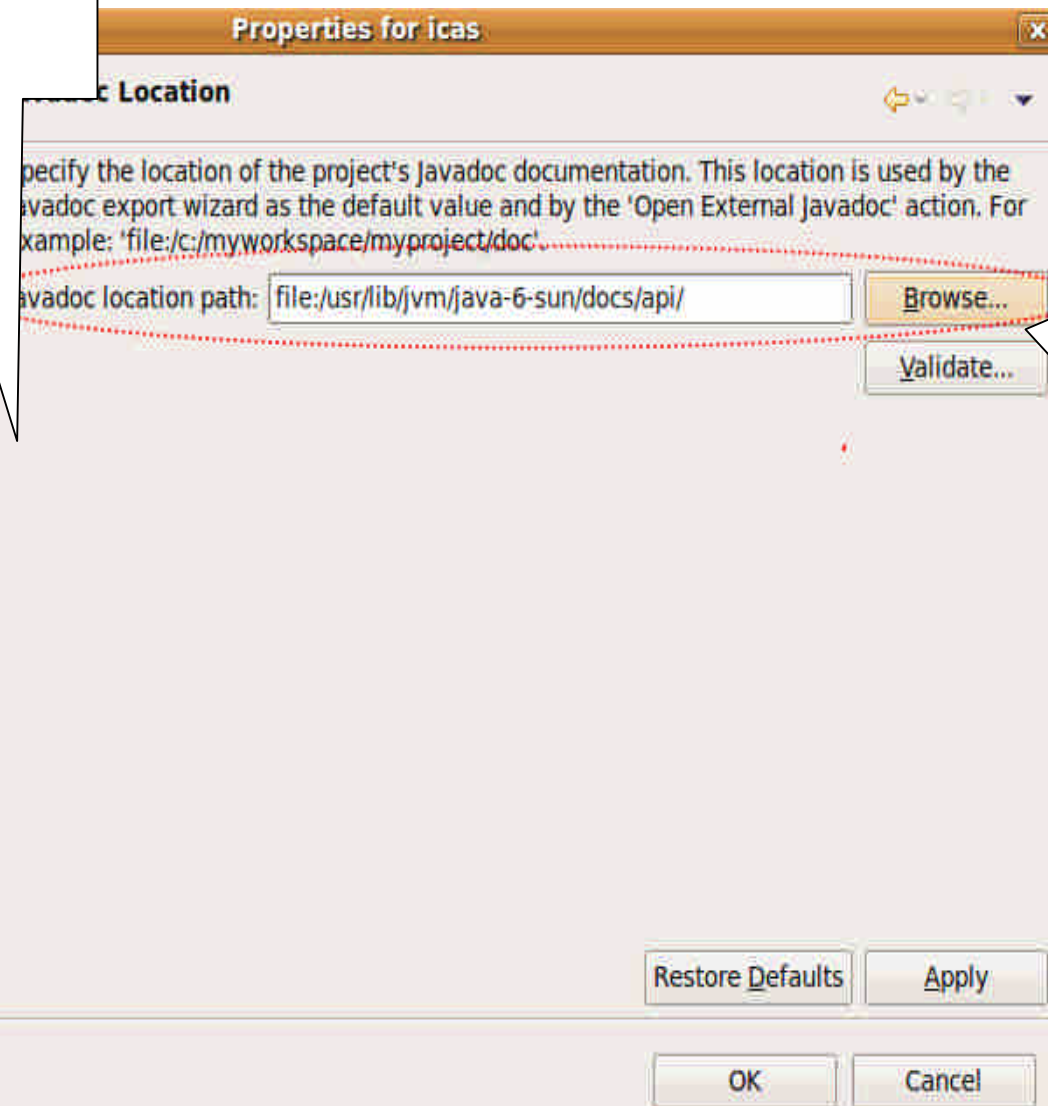 Properties for icas
Location
pecify the location of the project's Javadoc documentation. This location is used by the
avadoc export wizard as the default value and by the 'Open External Javadoc' action. For
xample: 'file:/c:/myworkspace/myproject/doc'.
avadoc location path: file:/usr/lib/jvm/java-6-sun/docs/api/ Browse...
Validate...
Restore Defaults Apply
OK Cancel